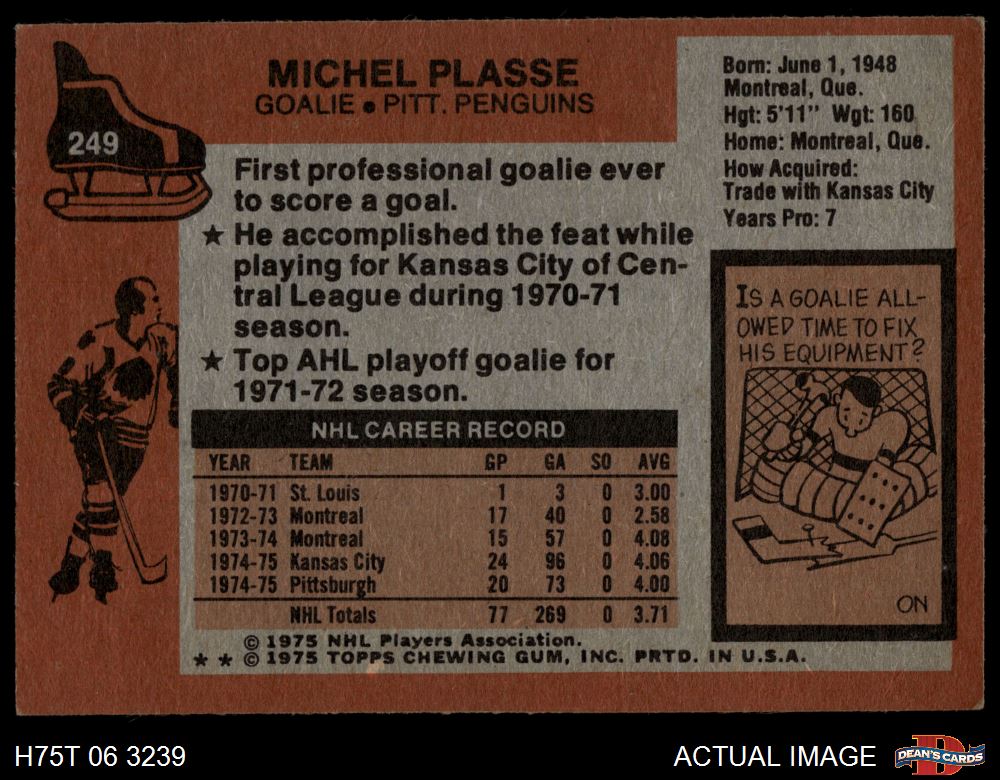 249
MICHEL PLASSE
GOALIE • PITT. PENGUINS
Born: June 1, 1948
Montreal, Que.
Hgt: 5'11" Wgt: 160
Home: Montreal, Que.
How Acquired:
Trade with Kansas City
Years Pro: 7
First professional goalie ever
to score a goal.
★ He accomplished the feat while
playing for Kansas City of Cen-
tral League during 1970-71
season.
★ Top AHL playoff goalie for
1971-72 season.
IS A GOALIE ALL-
OWED TIME TO FIX
HIS EQUIPMENT?
ON
NHL CAREER RECORD
YEAR TEAM GP GA SO AVG
1970-71 St. Louis 1 3 0 3.00
1972-73 Montreal 17 40 0 2.58
1973-74 Montreal 15 57 0 4.08
1974-75 Kansas City 24 96 0 4.06
1974-75 Pittsburgh 20 73 0 4.00
NHL Totals 77 269 0 3.71
© 1975 NHL Players Association.
★ ★ © 1975 TOPPS CHEWING GUM, INC. PRTD. IN U.S.A.
H75T 06 3239
ACTUAL IMAGE
D
DEAN'S CARDS